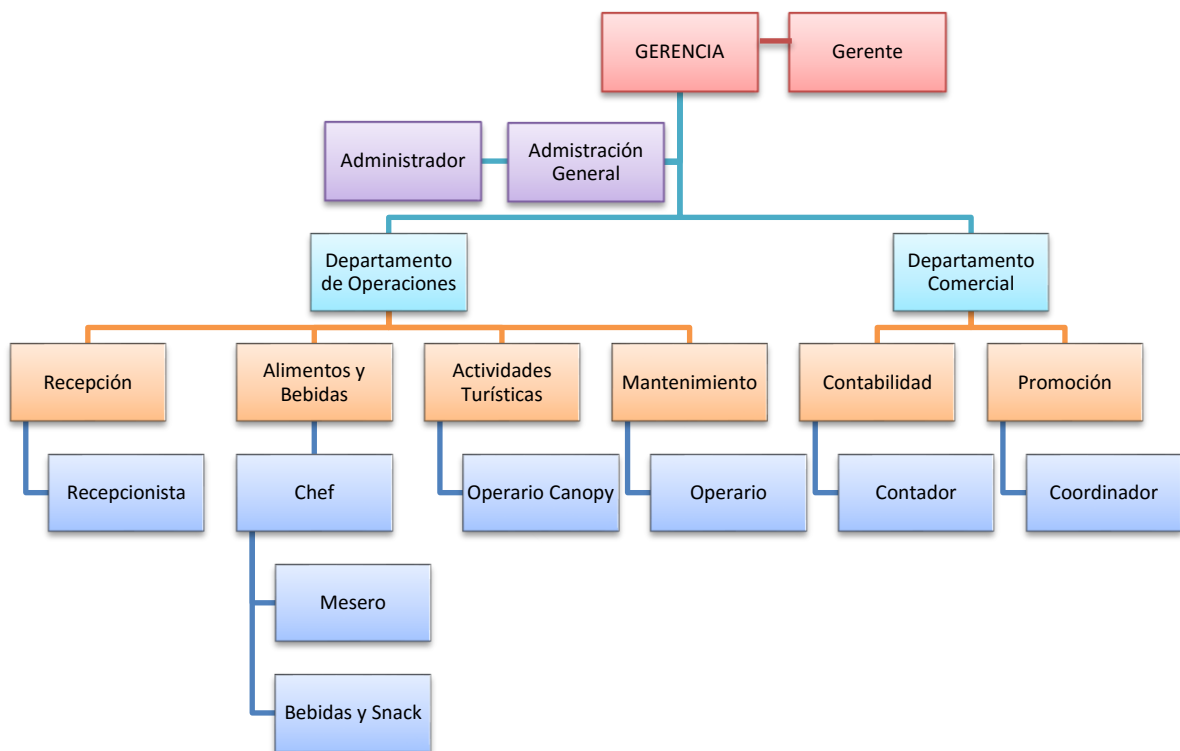 GERENCIA
Gerente
Administrador
Admistración
General
Departamento
de Operaciones
Departamento
Comercial
Recepción
Alimentos y
Bebidas
Actividades
Turísticas
Mantenimiento
Contabilidad
Promoción
Recepcionista
Chef
Operario Canopy
Operario
Contador
Coordinador
Mesero
Bebidas y Snack